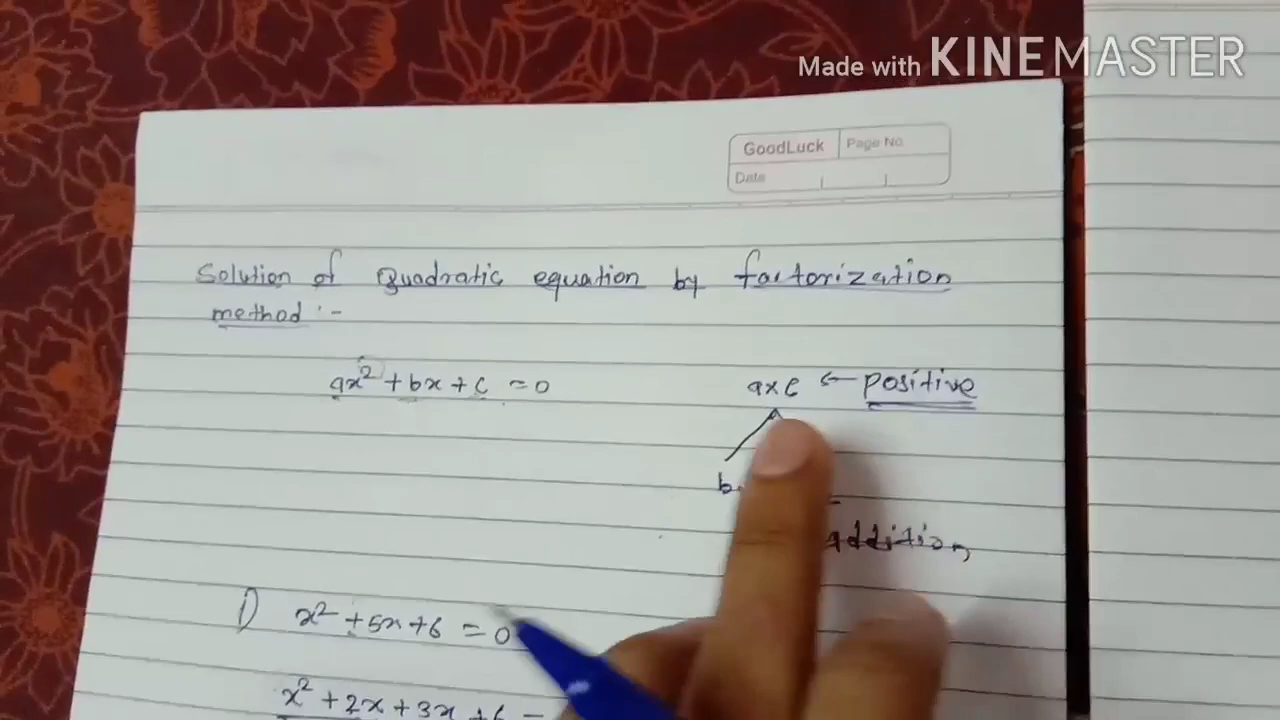 Made with KINEMASTER
GoodLuck Page No.
Date
Solution of Quadratic equation by factorization
method :-
ax² + bx + c = 0
a×c ← positive
b
addition
1) x² + 5x + 6 = 0
x² + 2x + 3x + 6 =